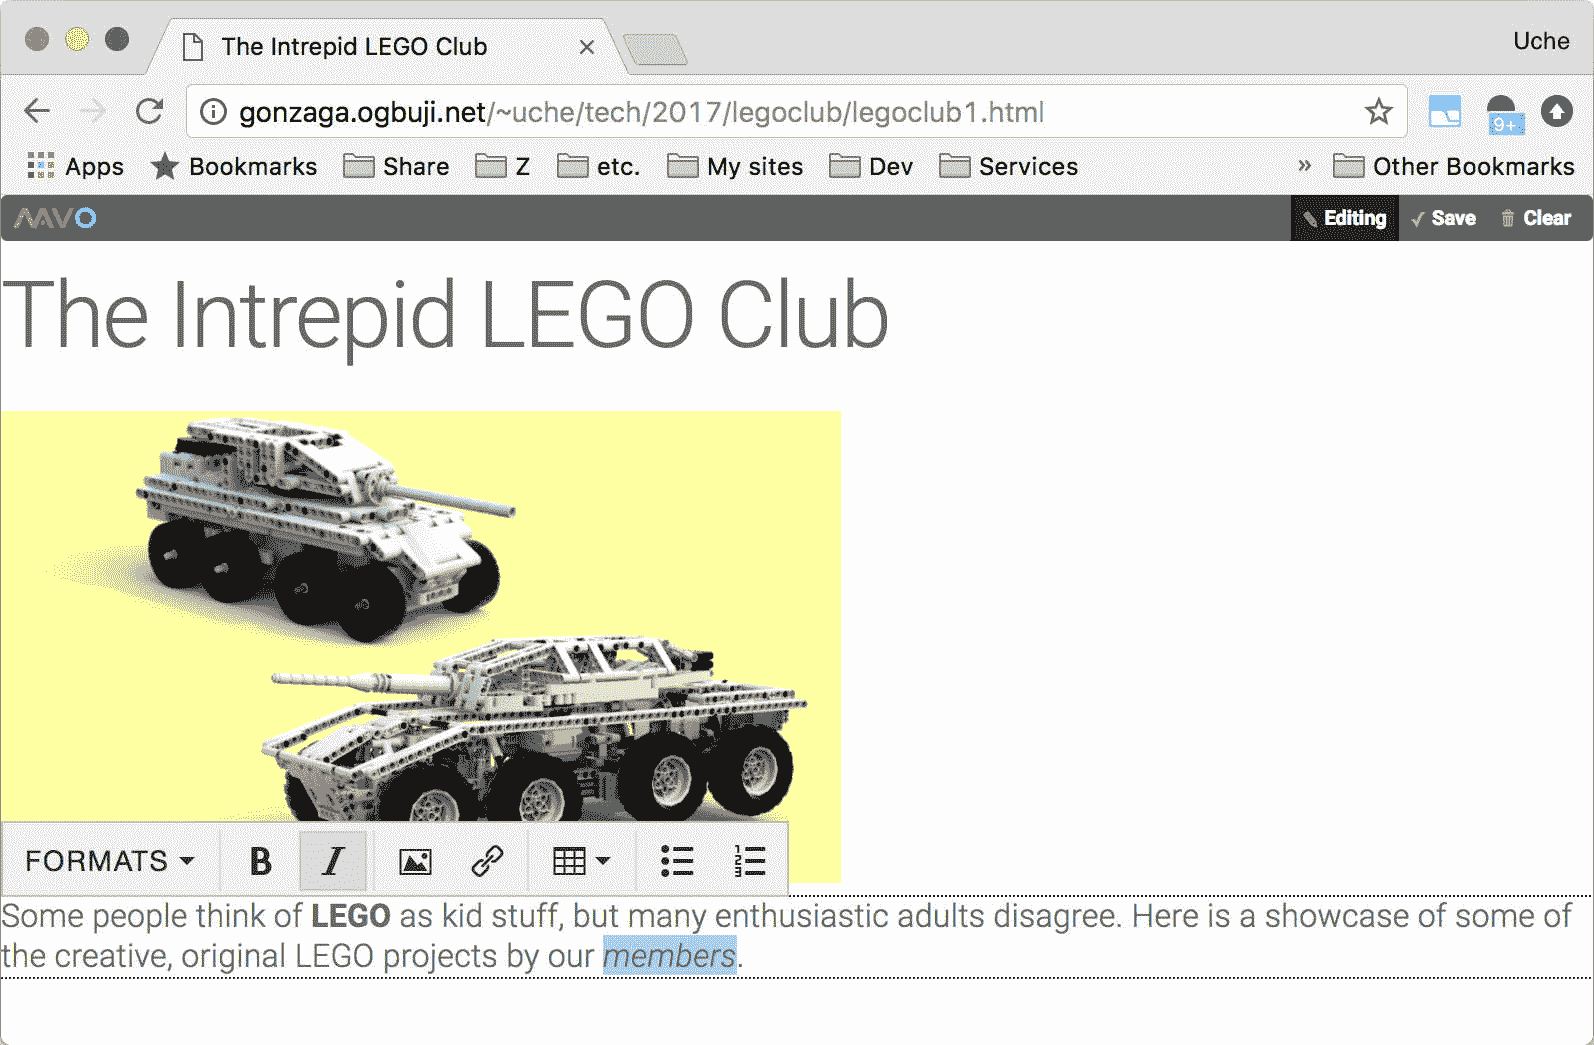 The Intrepid LEGO Club
Uche
gonzaga.ogbuji.net/~uche/tech/2017/legoclub/legoclub1.html
9+
Apps Bookmarks Share Z etc. My sites Dev Services » Other Bookmarks
MAVO Editing Save Clear
The Intrepid LEGO Club
FORMATS B I
Some people think of LEGO as kid stuff, but many enthusiastic adults disagree. Here is a showcase of some of
the creative, original LEGO projects by our members.